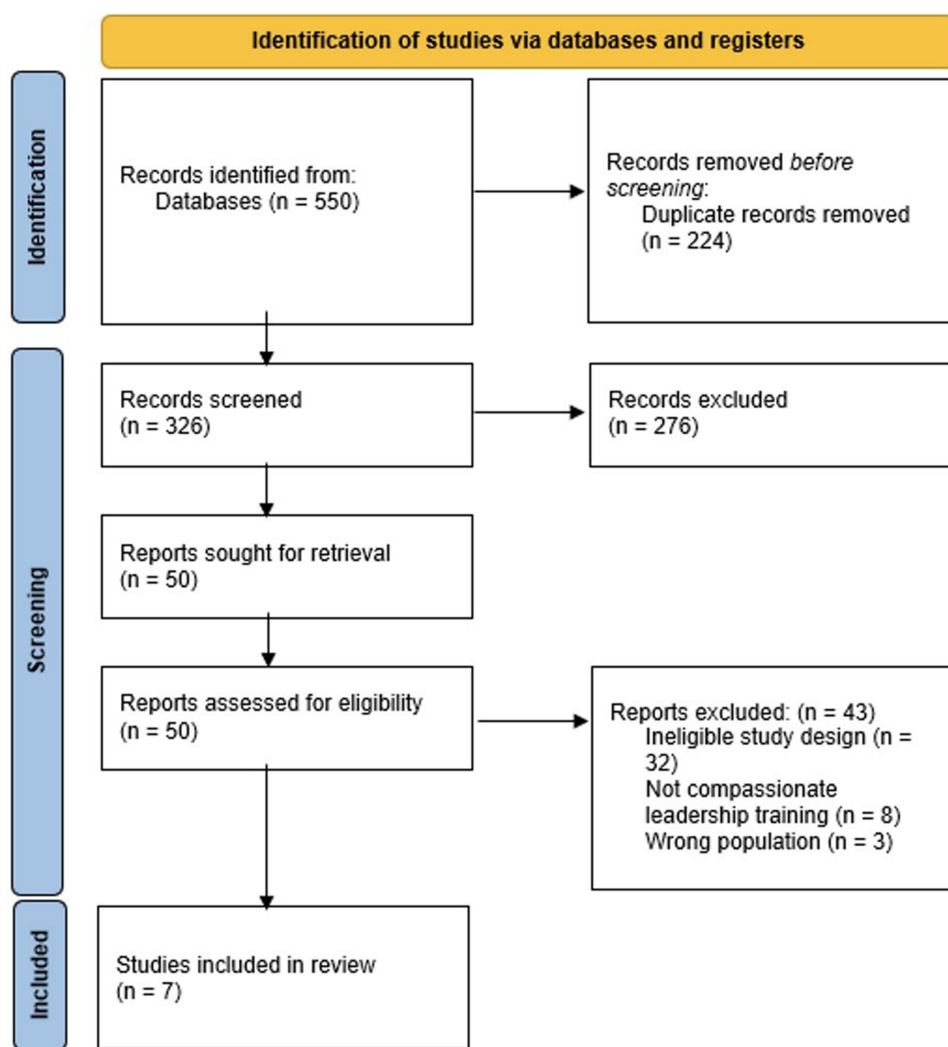 Identification of studies via databases and registers
Identification
Records identified from:
Databases (n = 550)
Records removed before
screening:
Duplicate records removed
(n = 224)
Screening
Records screened
(n = 326)
Records excluded
(n = 276)
Reports sought for retrieval
(n = 50)
Reports assessed for eligibility
(n = 50)
Reports excluded: (n = 43)
Ineligible study design (n =
32)
Not compassionate
leadership training (n = 8)
Wrong population (n = 3)
Included
Studies included in review
(n = 7)